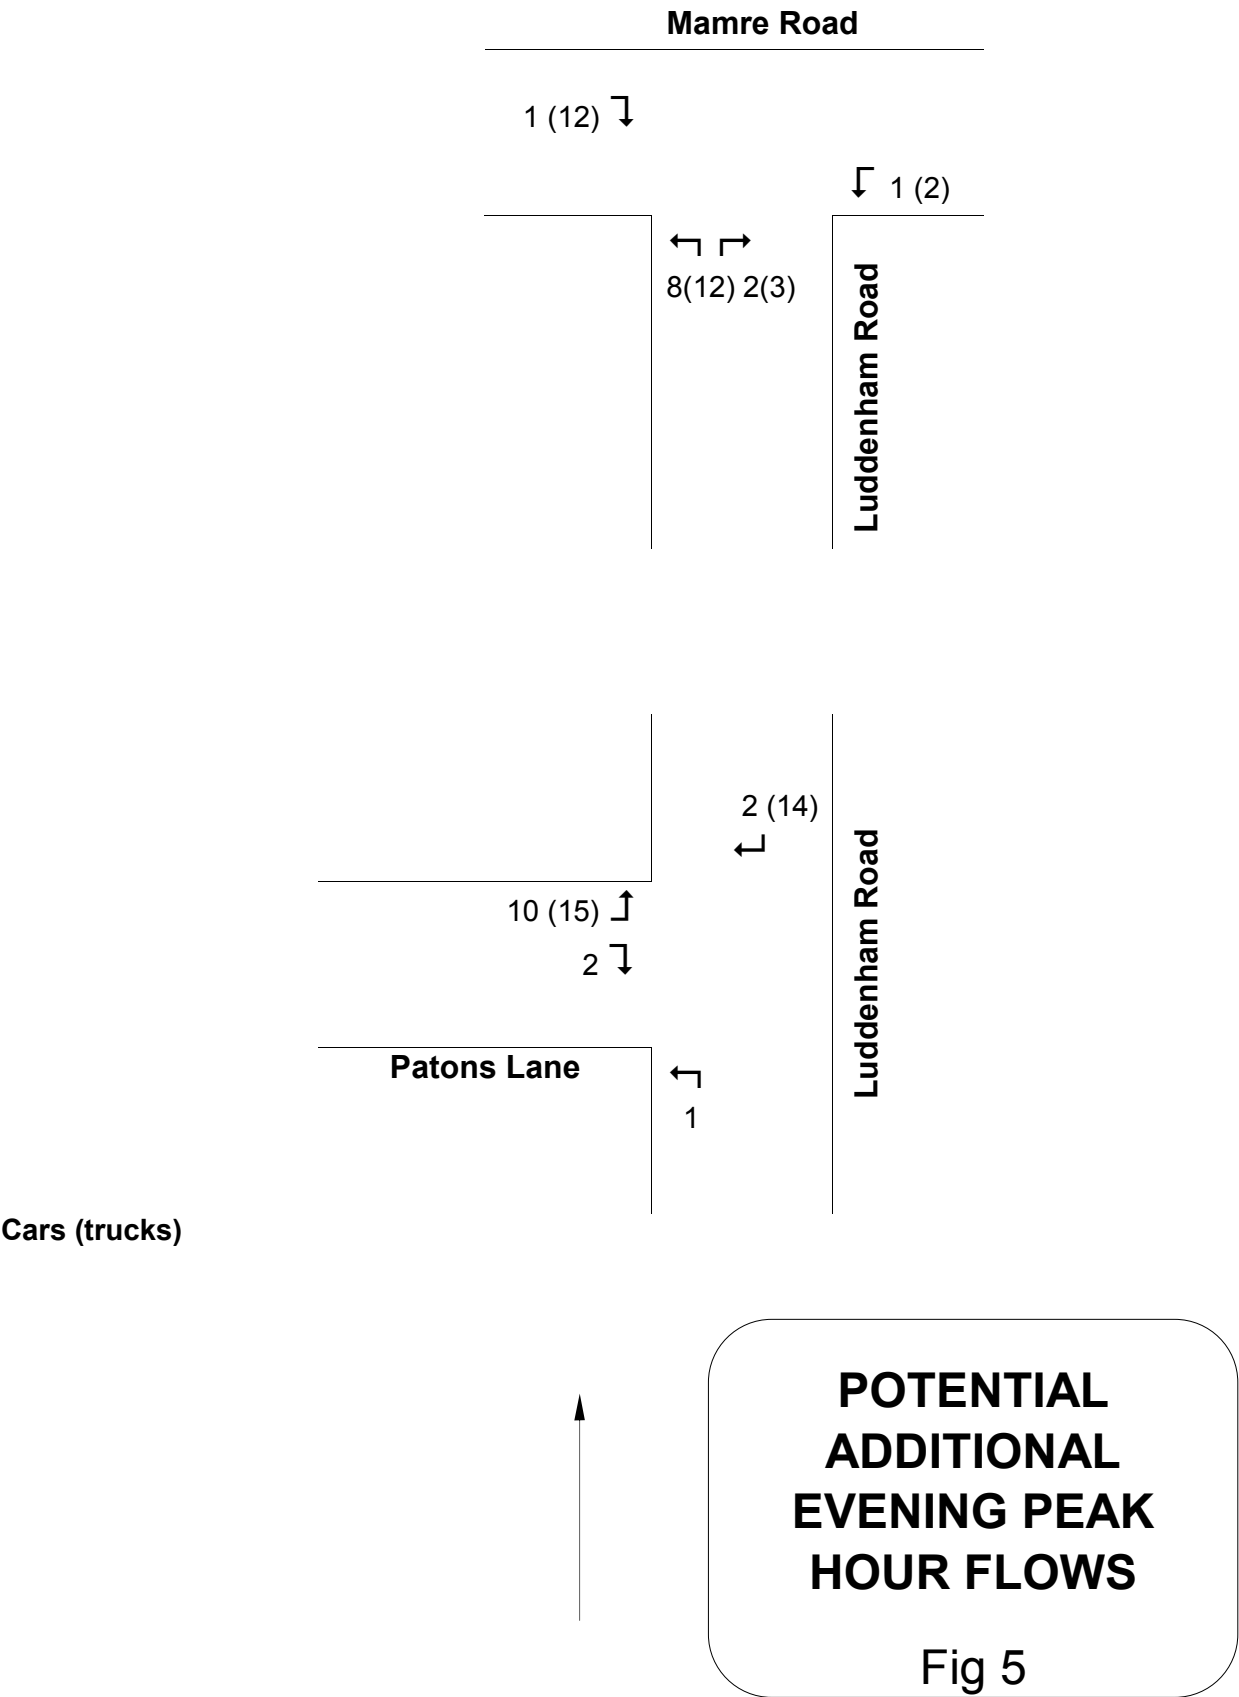 Mamre Road
1 (12)
1 (2)
8(12) 2(3)
Luddenham Road
2 (14)
10 (15)
2
Luddenham Road
Patons Lane
1
Cars (trucks)
POTENTIAL
ADDITIONAL
EVENING PEAK
HOUR FLOWS
Fig 5